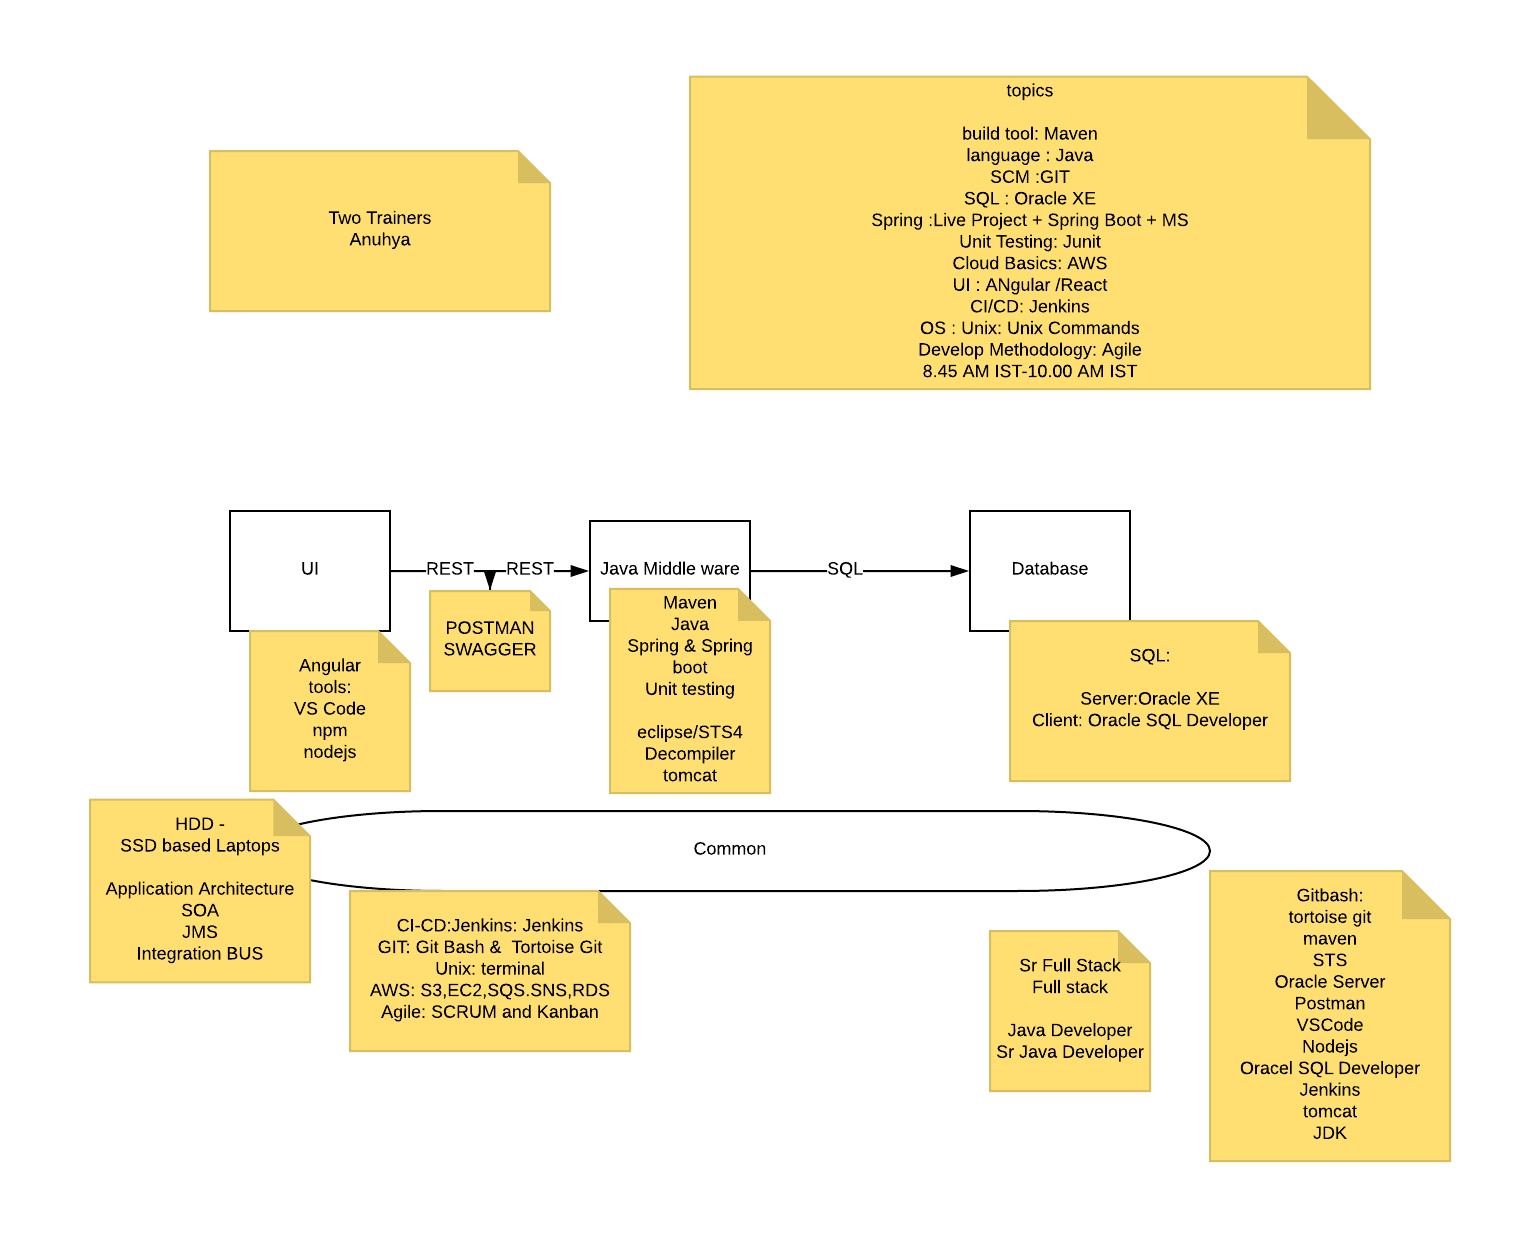 topics
build tool: Maven
language : Java
SCM :GIT
SQL : Oracle XE
Spring :Live Project + Spring Boot + MS
Unit Testing: Junit
Cloud Basics: AWS
UI : ANgular /React
CI/CD: Jenkins
OS : Unix: Unix Commands
Develop Methodology: Agile
8.45 AM IST-10.00 AM IST
Two Trainers
Anuhya
UI
REST
REST
Java Middle ware
SQL
Database
Angular
tools:
VS Code
npm
nodejs
POSTMAN
SWAGGER
Maven
Java
Spring & Spring
boot
Unit testing
eclipse/STS4
Decompiler
tomcat
SQL:
Server:Oracle XE
Client: Oracle SQL Developer
HDD -
SSD based Laptops
Application Architecture
SOA
JMS
Integration BUS
Common
CI-CD:Jenkins: Jenkins
GIT: Git Bash &  Tortoise Git
Unix: terminal
AWS: S3,EC2,SQS.SNS,RDS
Agile: SCRUM and Kanban
Sr Full Stack
Full stack
Java Developer
Sr Java Developer
Gitbash:
tortoise git
maven
STS
Oracle Server
Postman
VSCode
Nodejs
Oracel SQL Developer
Jenkins
tomcat
JDK